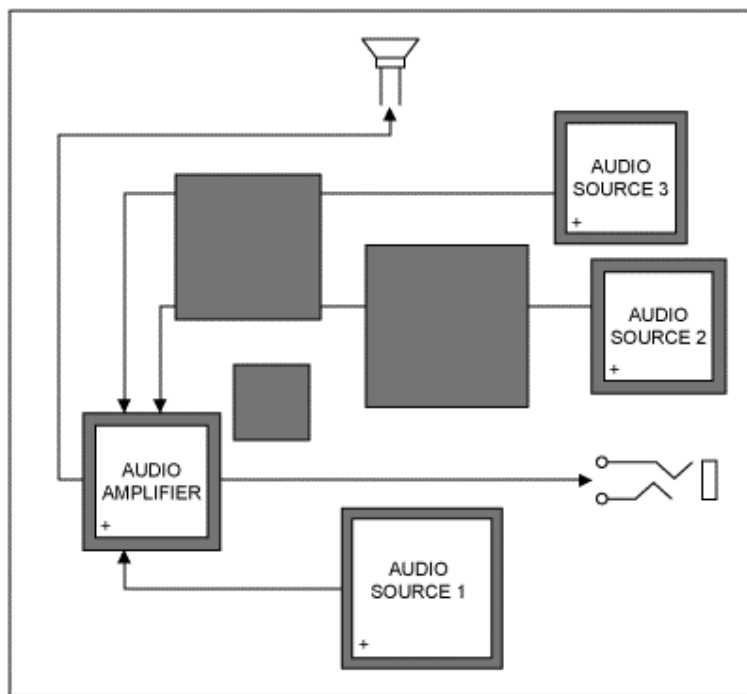 AUDIO
SOURCE 3
+
AUDIO
SOURCE 2
+
AUDIO
AMPLIFIER
+
AUDIO
SOURCE 1
+